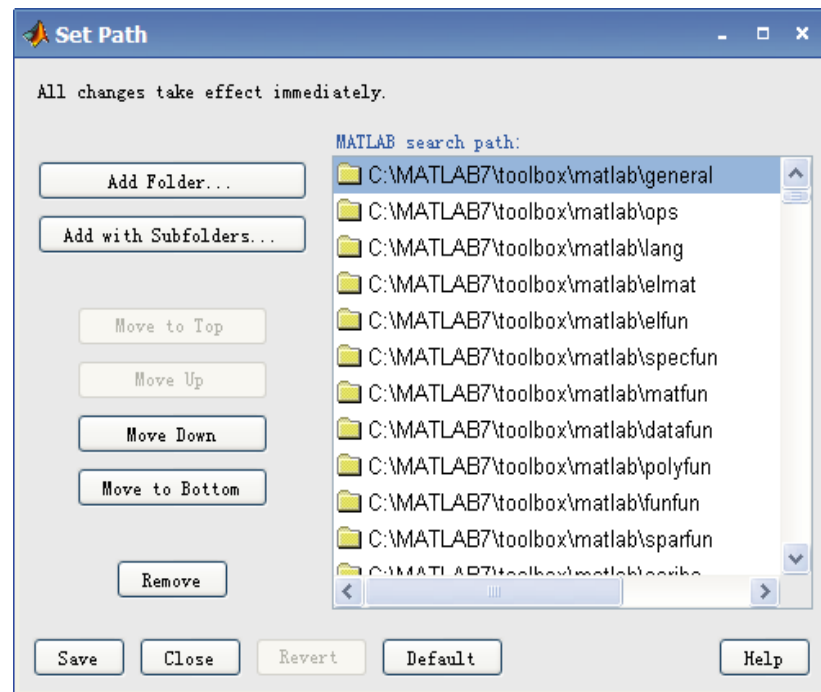 Set Path
All changes take effect immediately.
MATLAB search path:
Add Folder...
Add with Subfolders...
Move to Top
Move Up
Move Down
Move to Bottom
Remove
C:\MATLAB7\toolbox\matlab\general
C:\MATLAB7\toolbox\matlab\ops
C:\MATLAB7\toolbox\matlab\lang
C:\MATLAB7\toolbox\matlab\elmat
C:\MATLAB7\toolbox\matlab\elfun
C:\MATLAB7\toolbox\matlab\specfun
C:\MATLAB7\toolbox\matlab\matfun
C:\MATLAB7\toolbox\matlab\datafun
C:\MATLAB7\toolbox\matlab\polyfun
C:\MATLAB7\toolbox\matlab\funfun
C:\MATLAB7\toolbox\matlab\sparfun
Save
Close
Revert
Default
Help